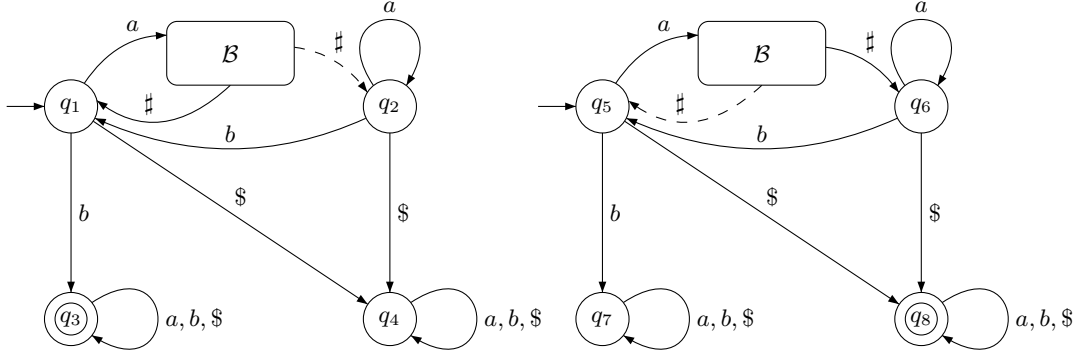 a a
♯
B
q1 ♯ q2
b
$
b $
q3 a, b, $ q4 a, b, $
a a
♯
B
q5 ♯ q6
b
$
b $
q7 a, b, $ q8 a, b, $